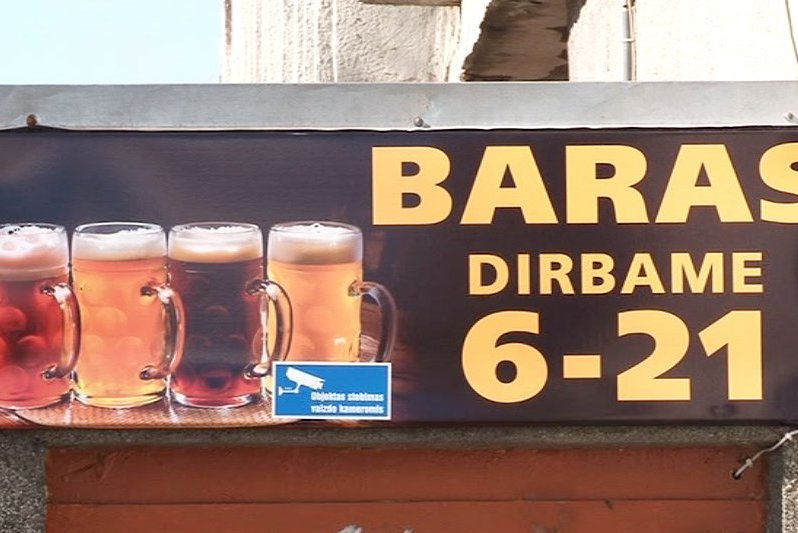 BARAS
DIRBAME
6-21
Objektas stebimas
vaizdo kameromis